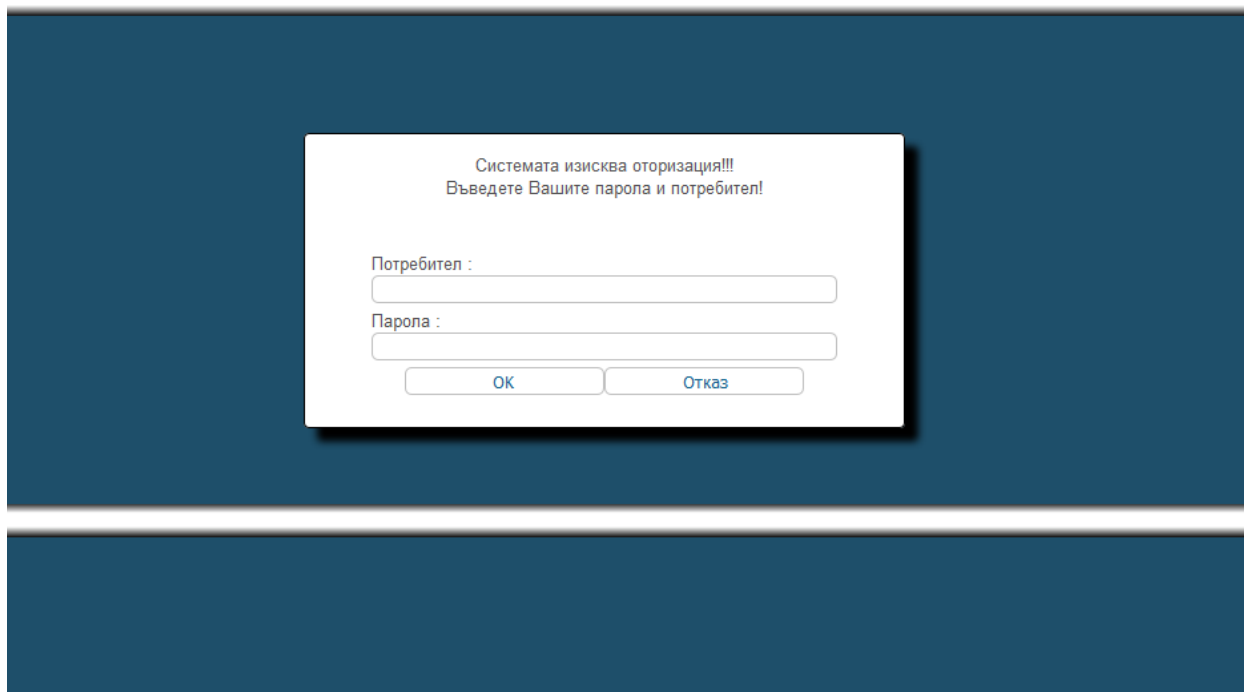 Системата изисква оторизация!!!
Въведете Вашите парола и потребител!
Потребител :
Парола :
OK
Отказ